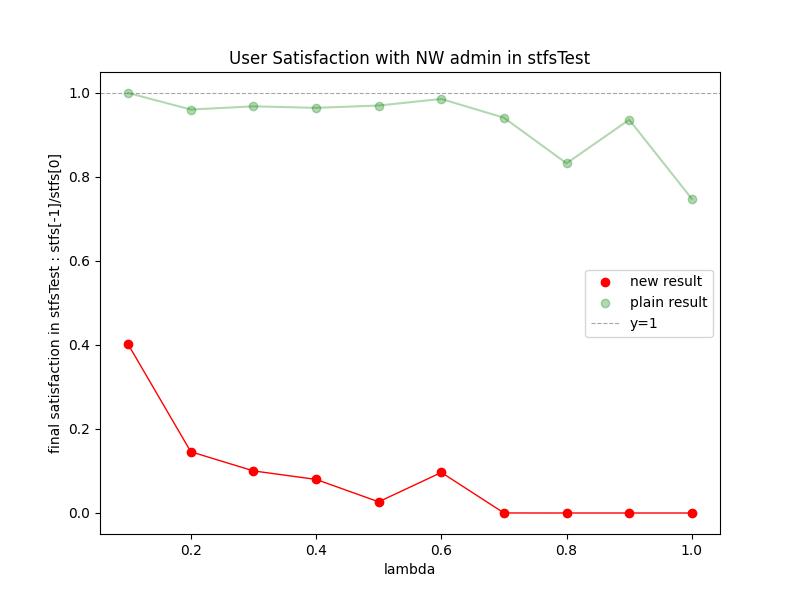 User Satisfaction with NW admin in stfsTest
final satisfaction in stfsTest : stfs[-1]/stfs[0]
1.0
0.8
0.6
0.4
0.2
0.0
new result
plain result
y=1
0.2 0.4 0.6 0.8 1.0
lambda